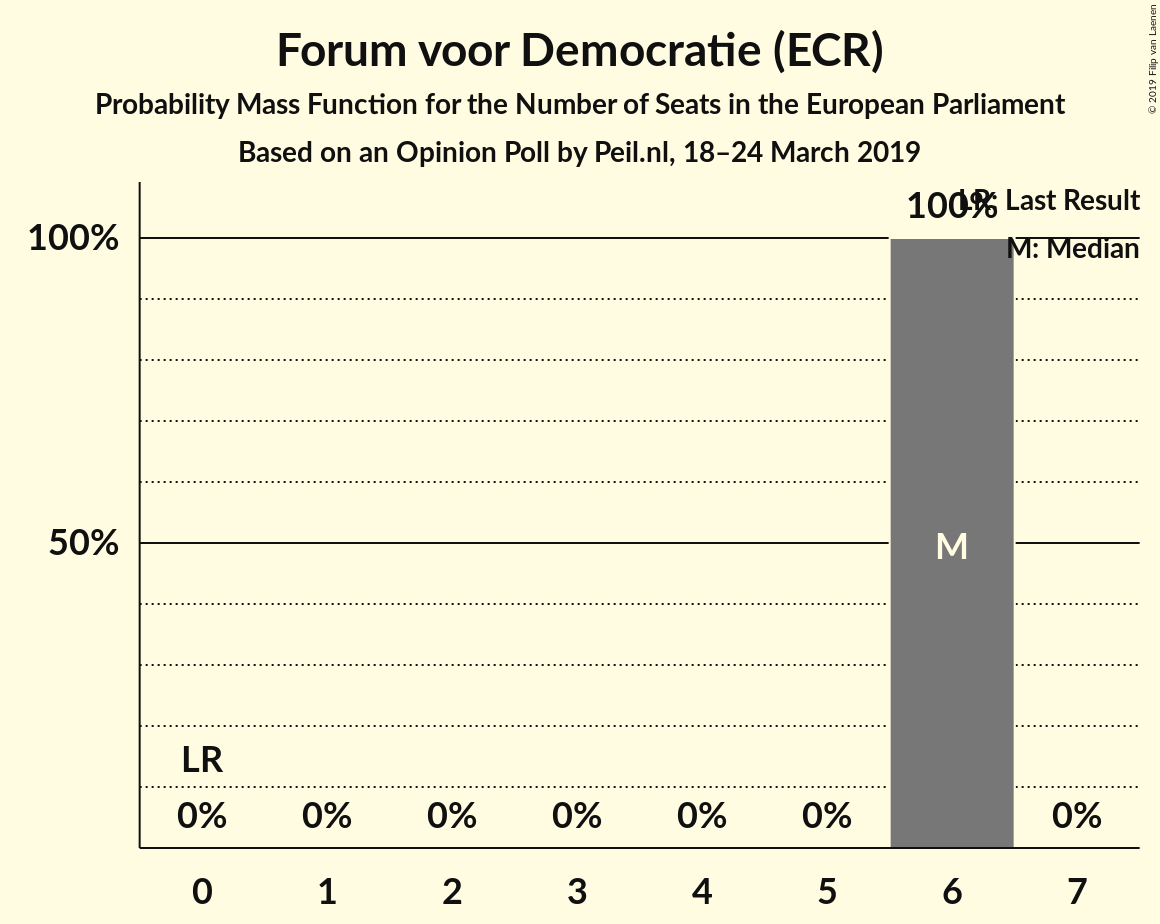 Forum voor Democratie (ECR)
Probability Mass Function for the Number of Seats in the European Parliament
Based on an Opinion Poll by Peil.nl, 18–24 March 2019
© 2019 Filip van Laenen
LR: Last Result
M: Median
100%
100%
50%
M
LR
0% 0% 0% 0% 0% 0% 0%
0 1 2 3 4 5 6 7